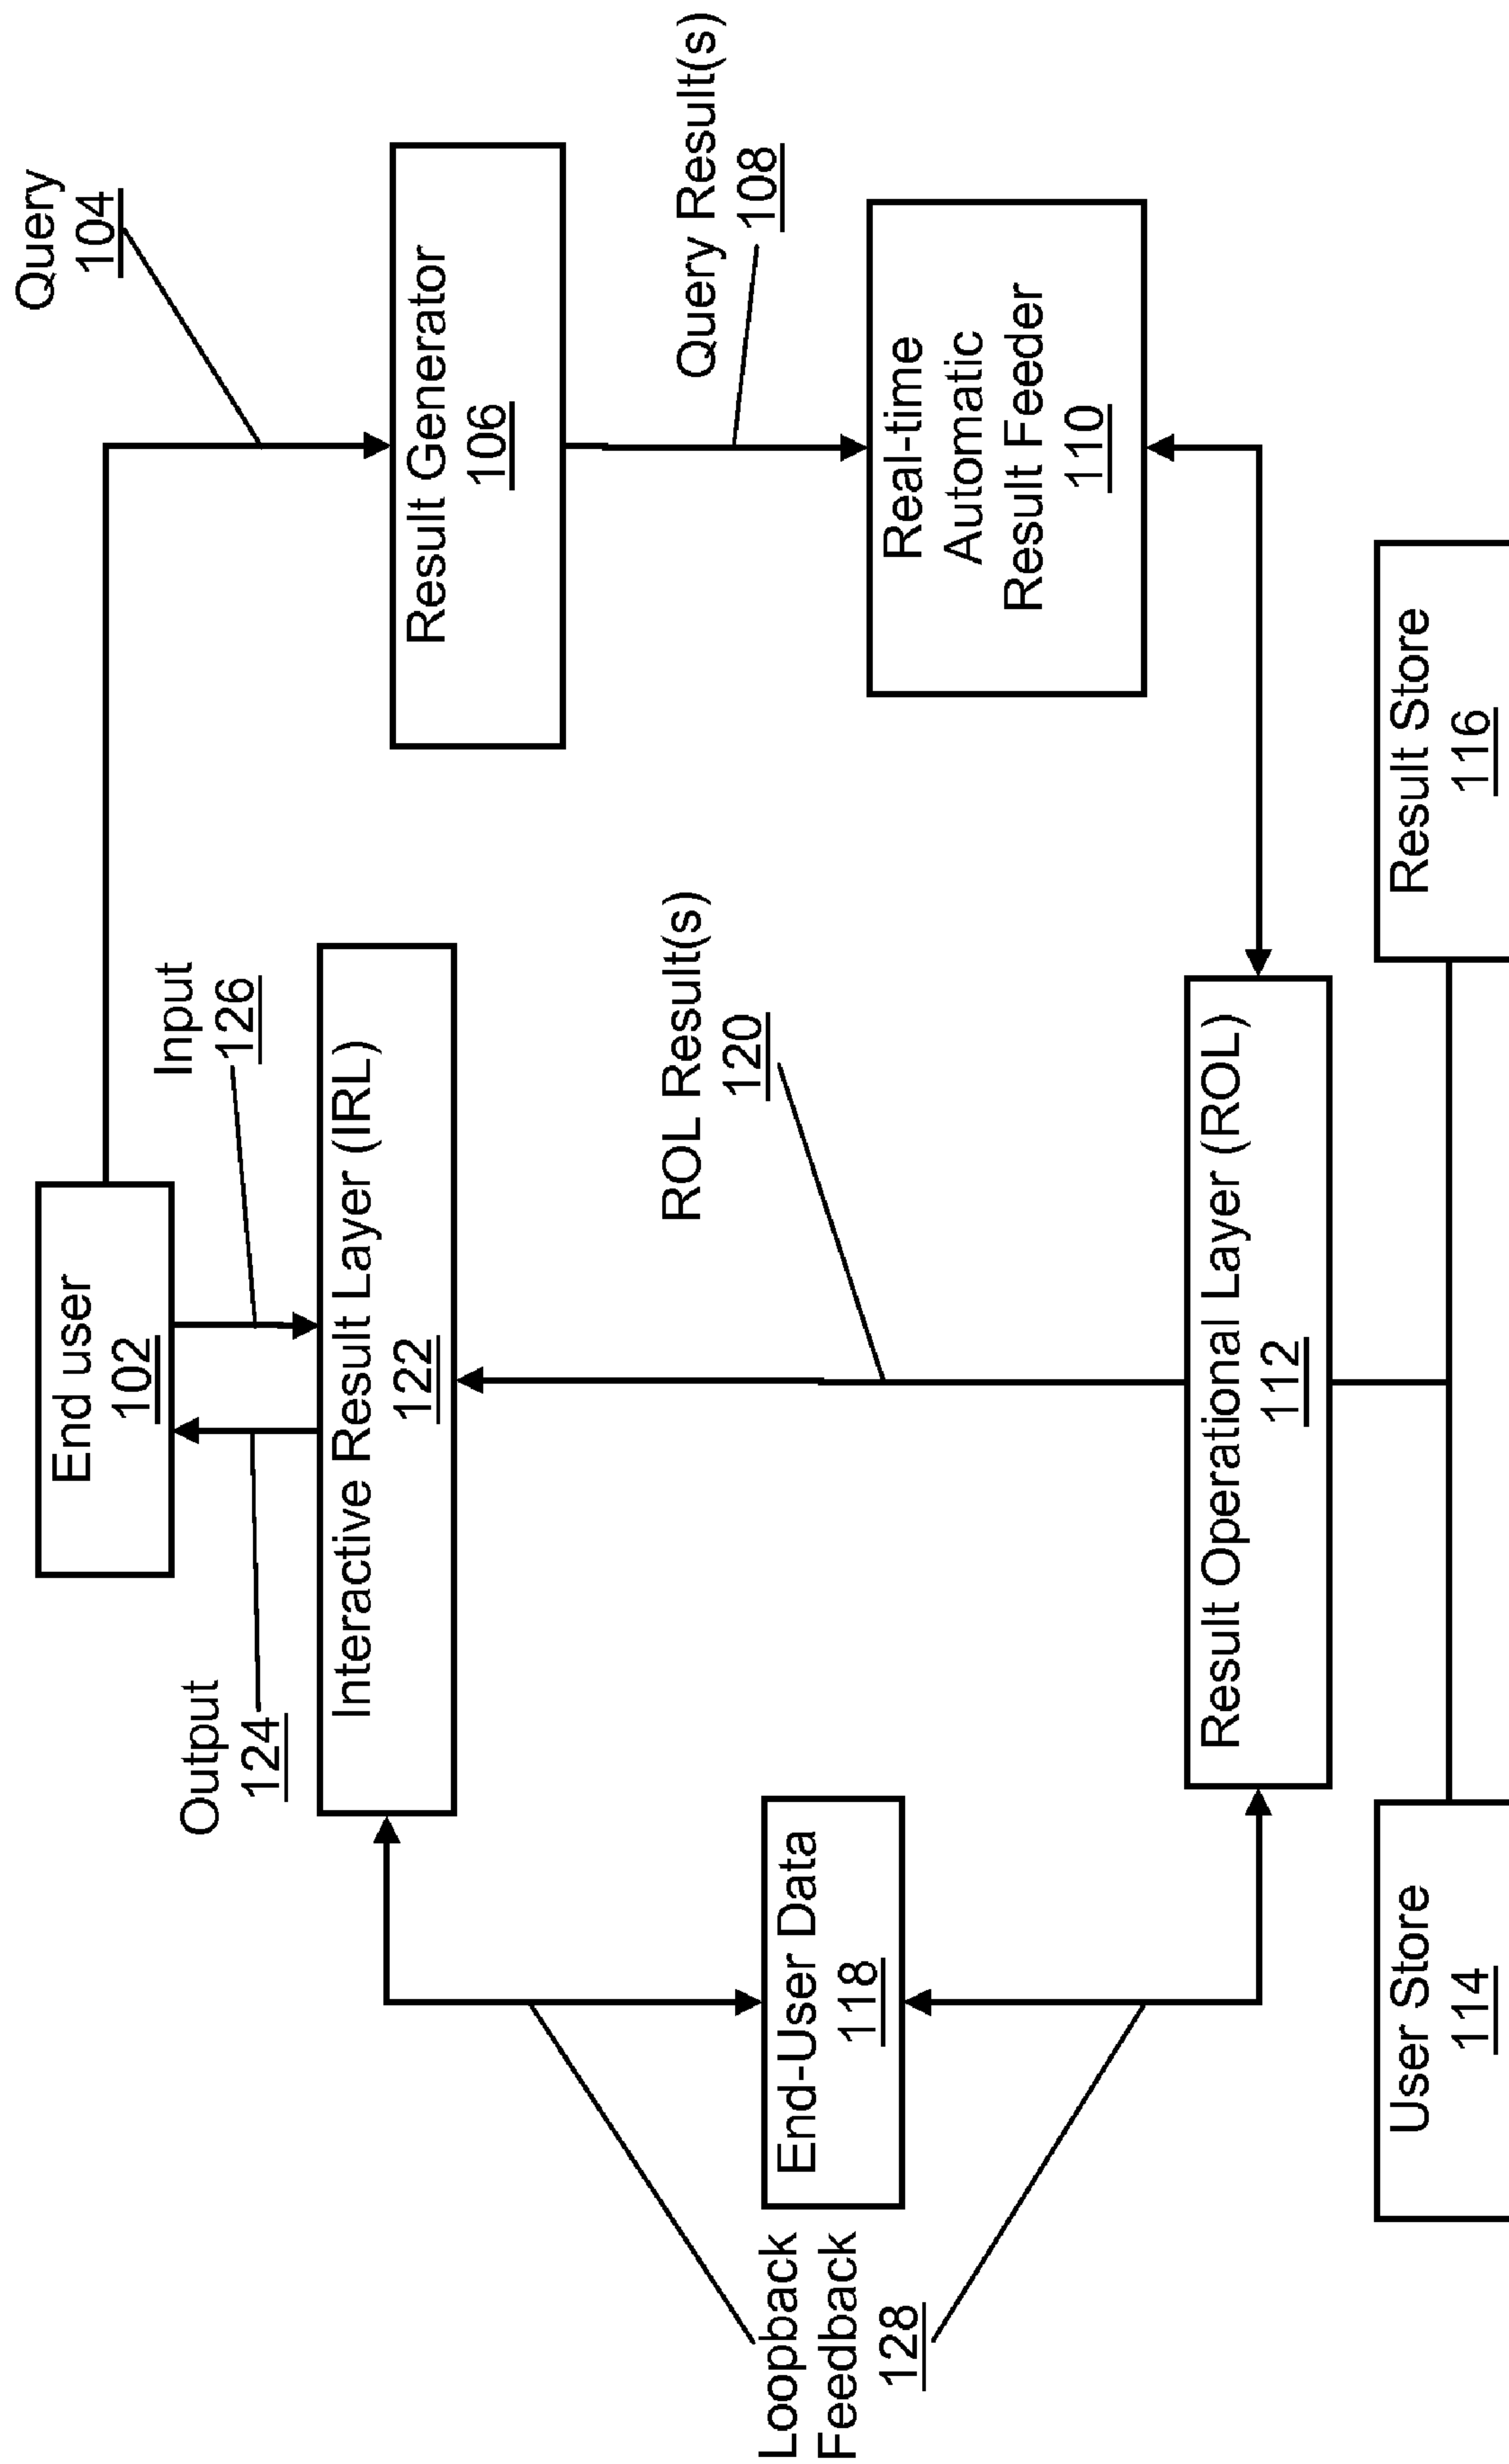 Query
104
Result Generator
106
Query Result(s)
108
Real-time
Automatic
Result Feeder
110
End user
102
Input
126
Output
124
Interactive Result Layer (IRL)
122
ROL Result(s)
120
End-User Data
118
Loopback
Feedback
128
Result Operational Layer (ROL)
112
Result Store
116
User Store
114